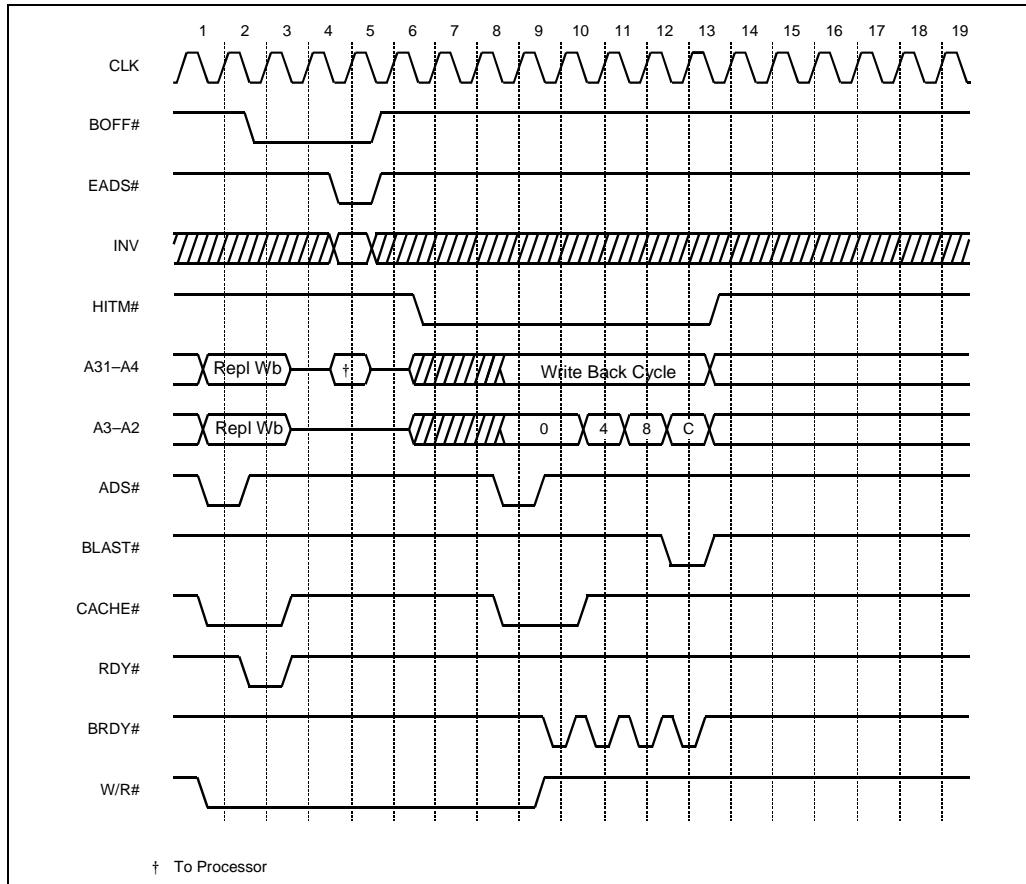 1 2 3 4 5 6 7 8 9 10 11 12 13 14 15 16 17 18 19
CLK
BOFF#
EADS#
INV
HITM#
A31–A4 Repl Wb † Write Back Cycle
A3–A2 Repl Wb 0 4 8 C
ADS#
BLAST#
CACHE#
RDY#
BRDY#
W/R#
† To Processor